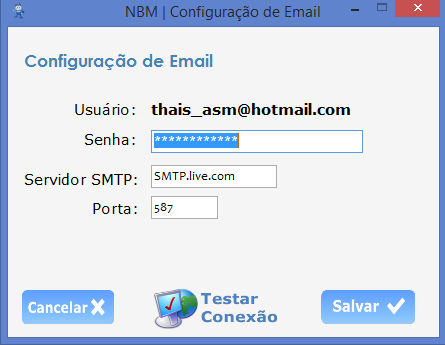 NBM | Configuração de Email
Configuração de Email
Usuário: thais_asm@hotmail.com
Senha: ************
Servidor SMTP: SMTP.live.com
Porta: 587
Cancelar
Testar
Conexão
Salvar